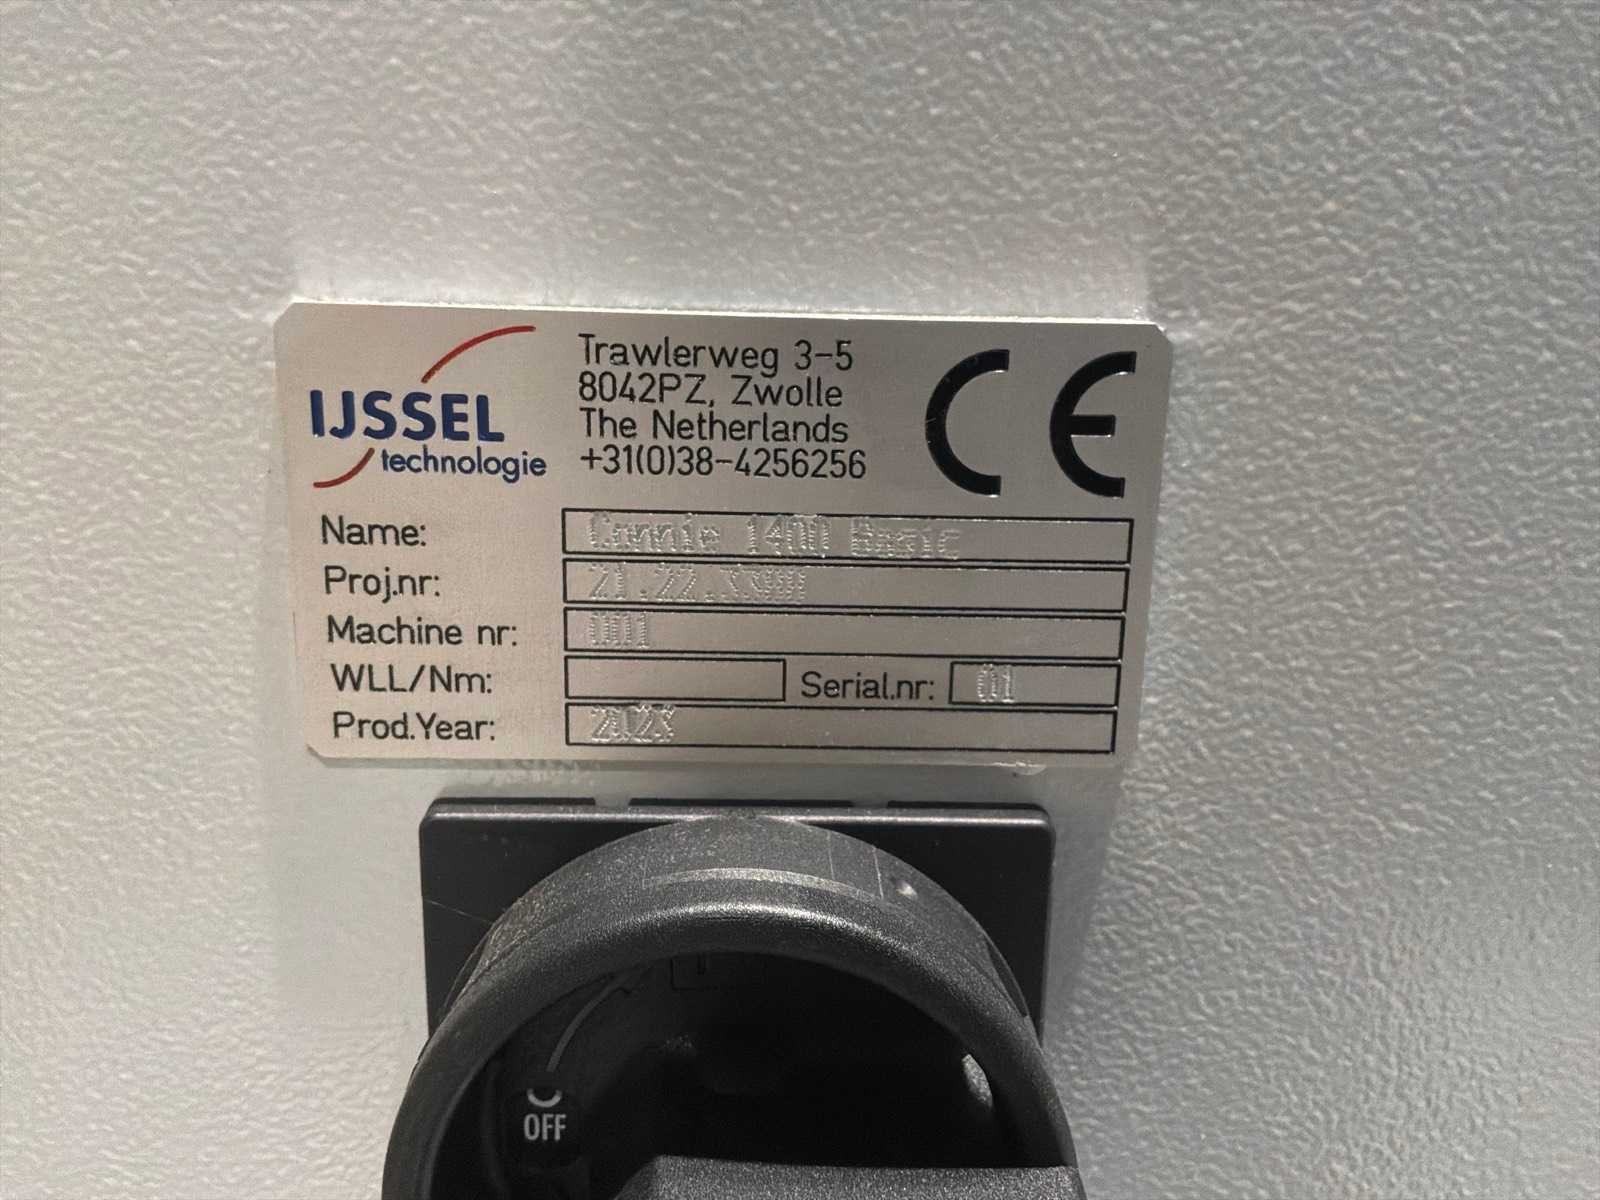 IJSSEL
technologie
Trawlerweg 3-5
8042PZ, Zwolle
The Netherlands
+31(0)38-4256256
CE
Name: 1400 Basic
Proj.nr:
Machine nr: 001
WLL/Nm:
Serial.nr: 01
Prod.Year: 2023
OFF